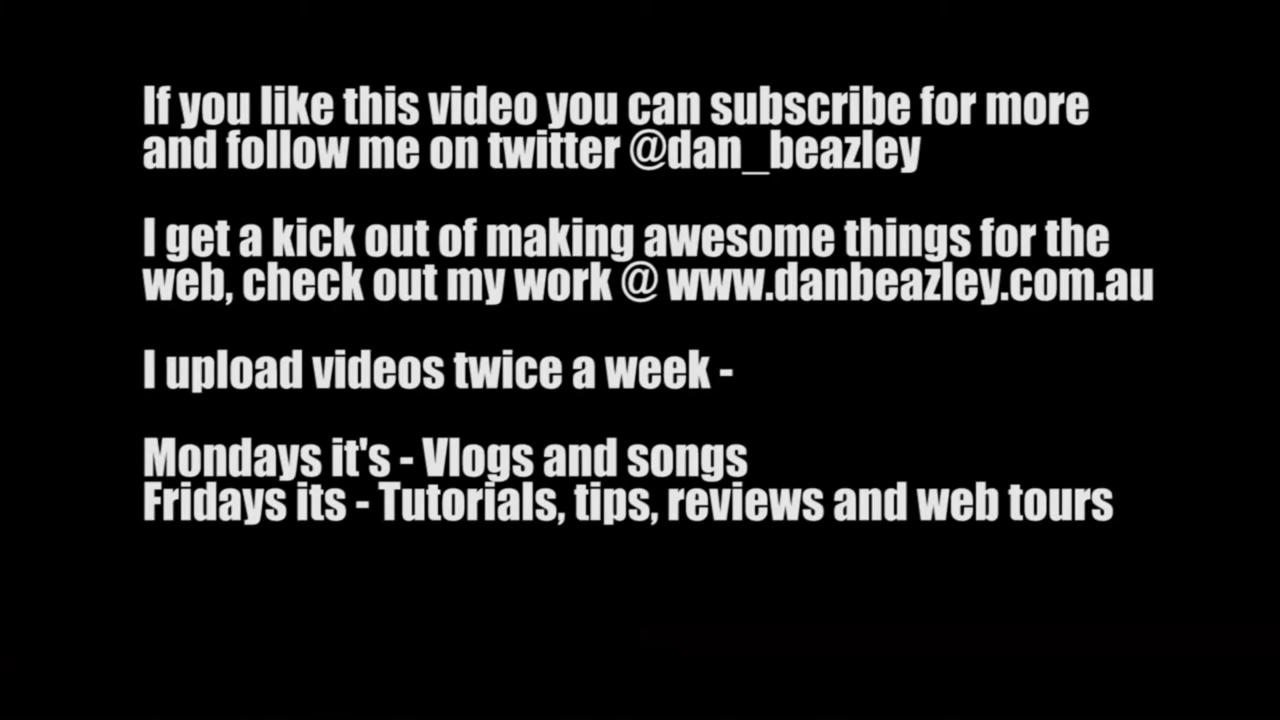 If you like this video you can subscribe for more
and follow me on twitter @dan_beazley
I get a kick out of making awesome things for the
web, check out my work @ www.danbeazley.com.au
I upload videos twice a week -
Mondays it's - Vlogs and songs
Fridays its - Tutorials, tips, reviews and web tours